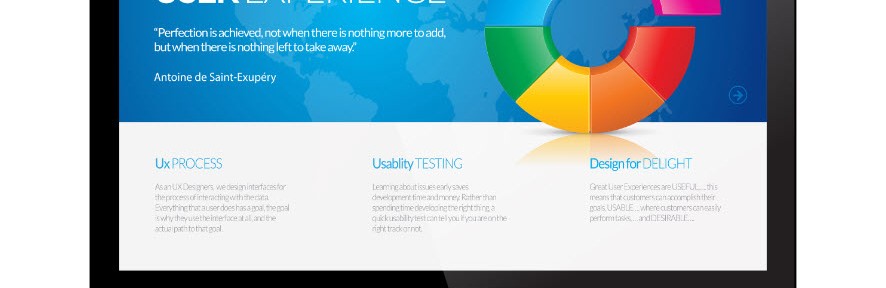 USER EXPERIENCE
“Perfection is achieved, not when there is nothing more to add,
but when there is nothing left to take away.”
Antoine de Saint-Exupéry
Ux PROCESS
As an UX Designers, we design interfaces for
the process of interacting with the data.
Everything that a user does has a goal, the goal
is why they use the interface at all, and the
actual path to that goal.
Usablity TESTING
Learning about issues early saves
development time and money. Rather than
spending time developing the right thing, a
quick usability test can tell you if you are on the
right track or not.
Design for DELIGHT
Great User Experiences are USEFUL.... this
means that customers can accomplish their
goals, USABLE.... where customers can easily
perform tasks,.... and DESIRABLE....